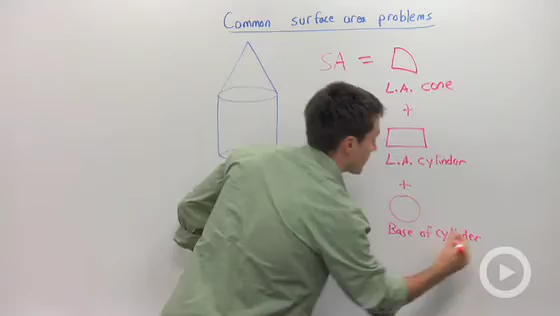 Common surface area problems
SA =
L.A. cone
+
L.A. cylinder
+
Base of cylinder